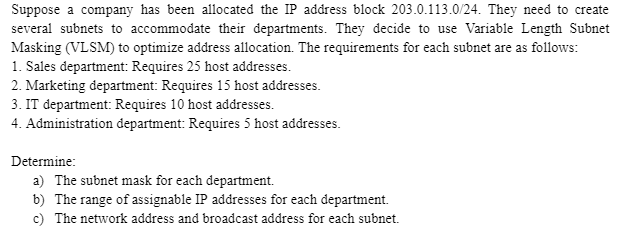 Suppose a company has been allocated the IP address block 203.0.113.0/24. They need to create
several subnets to accommodate their departments. They decide to use Variable Length Subnet
Masking (VLSM) to optimize address allocation. The requirements for each subnet are as follows:
1. Sales department: Requires 25 host addresses.
2. Marketing department: Requires 15 host addresses.
3. IT department: Requires 10 host addresses.
4. Administration department: Requires 5 host addresses.
Determine:
a) The subnet mask for each department.
b) The range of assignable IP addresses for each department.
c) The network address and broadcast address for each subnet.